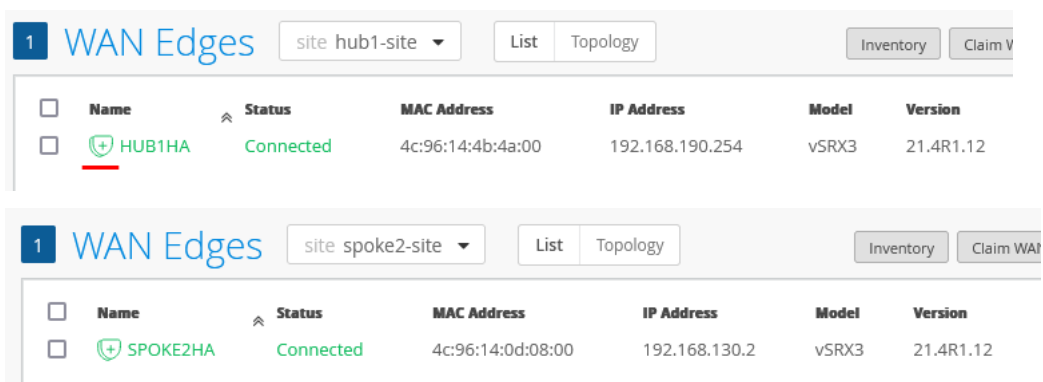 1 WAN Edges site hub1-site List Topology Inventory Claim W
Name Status MAC Address IP Address Model Version
HUB1HA Connected 4c:96:14:4b:4a:00 192.168.190.254 vSRX3 21.4R1.12
1 WAN Edges site spoke2-site List Topology Inventory Claim WAN
Name Status MAC Address IP Address Model Version
SPOKE2HA Connected 4c:96:14:0d:08:00 192.168.130.2 vSRX3 21.4R1.12